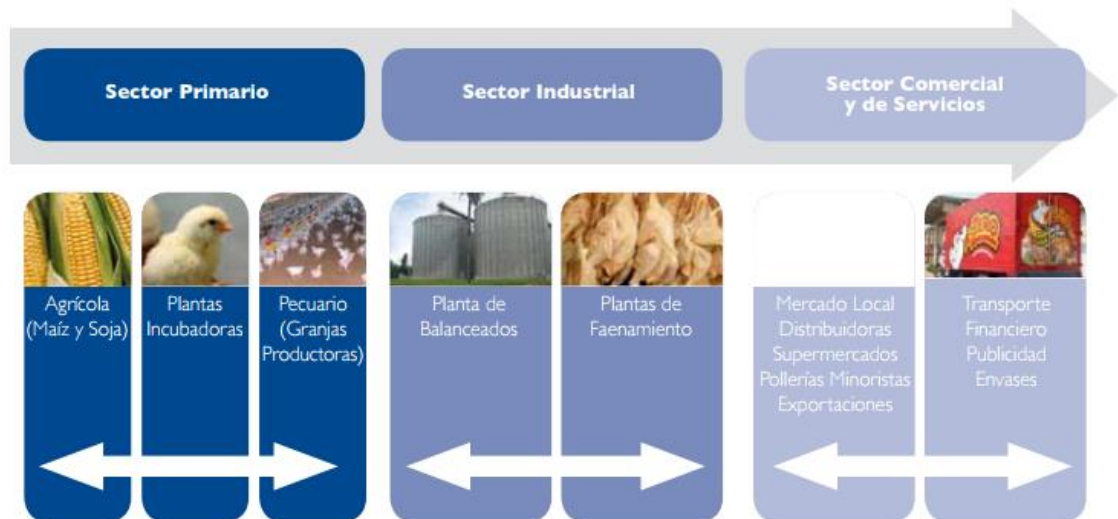 Sector Primario
Sector Industrial
Sector Comercial
y de Servicios
Agrícola
(Maíz y Soja)
Plantas
Incubadoras
Pecuario
(Granjas
Productoras)
Planta de
Balanceados
Plantas de
Faenamiento
Mercado Local
Distribuidoras
Supermercados
Pollerías Minoristas
Exportaciones
Transporte
Financiero
Publicidad
Envases